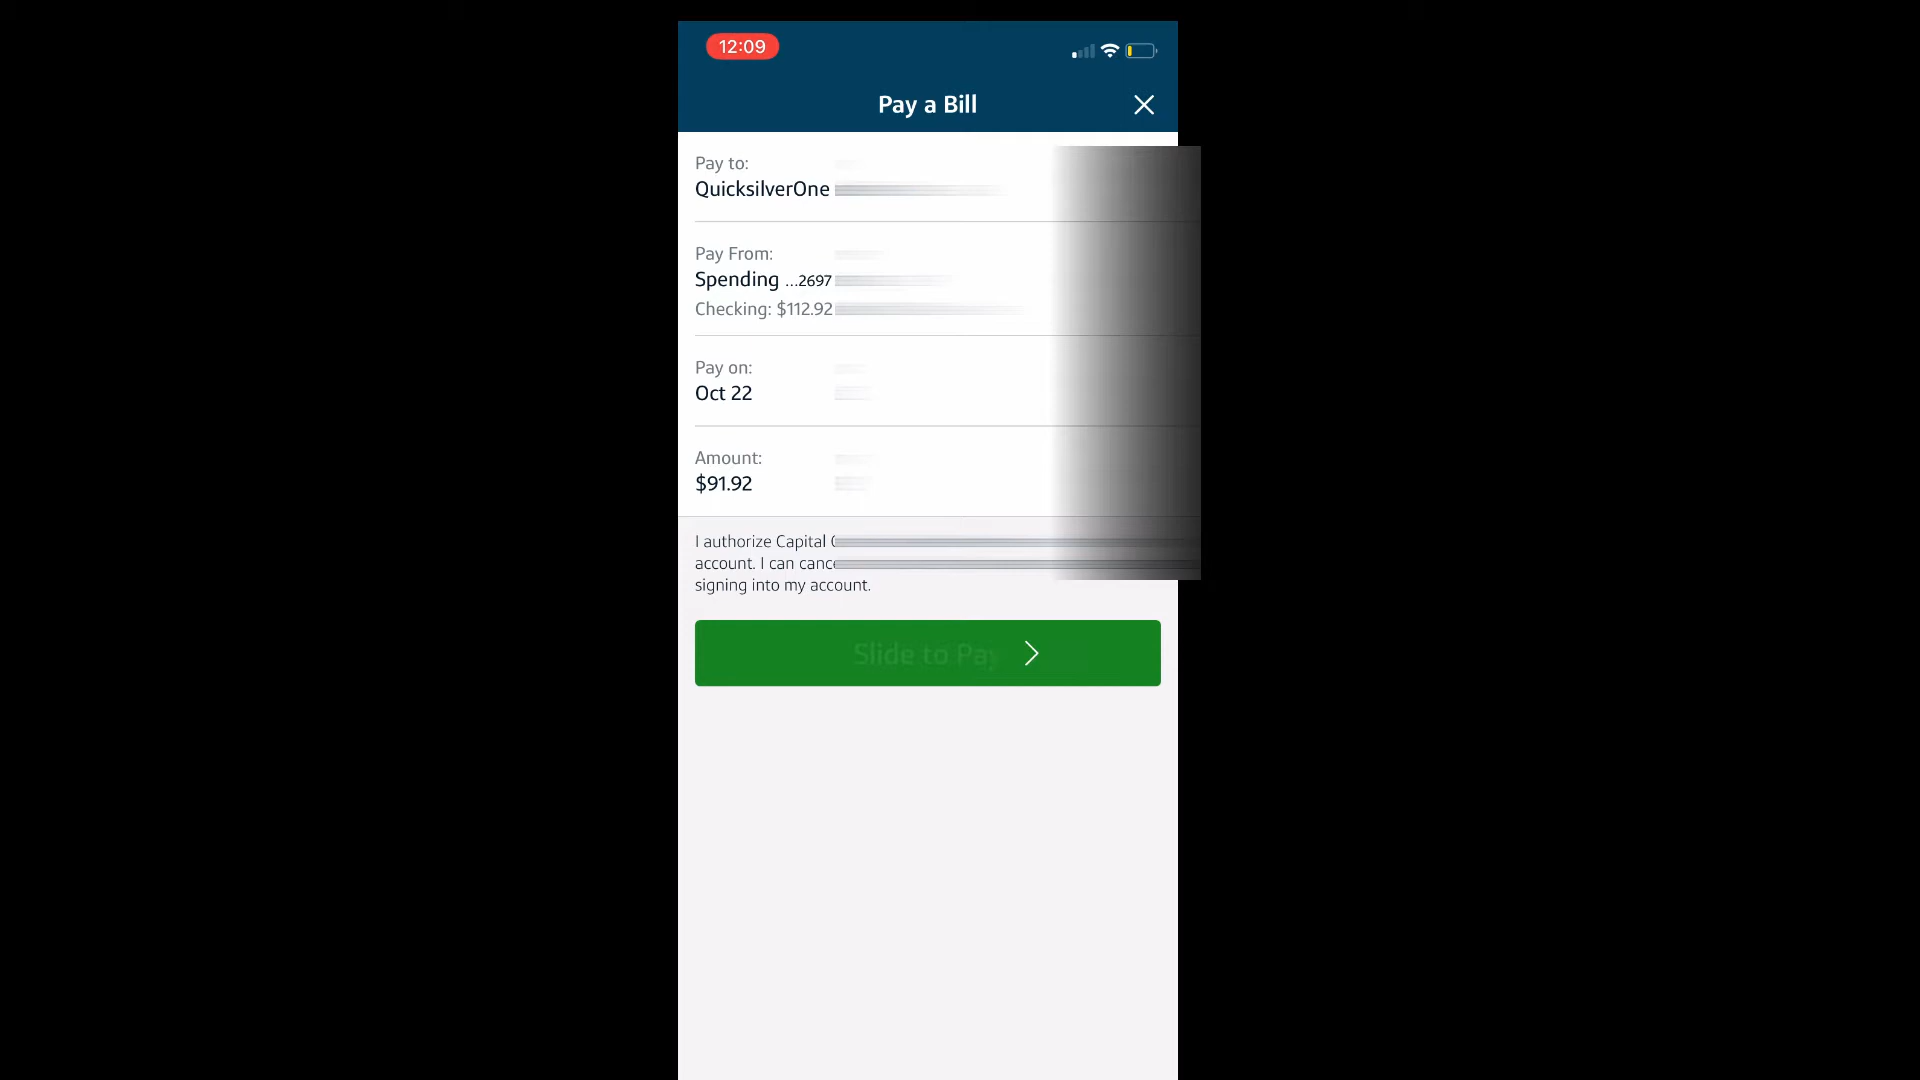 12:09
Pay a Bill
Pay to:
QuicksilverOne
Pay From:
Spending ...2697
Checking: $112.92
Pay on:
Oct 22
Amount:
$91.92
I authorize Capital
account. I can
signing into my account.
Slide to Pay